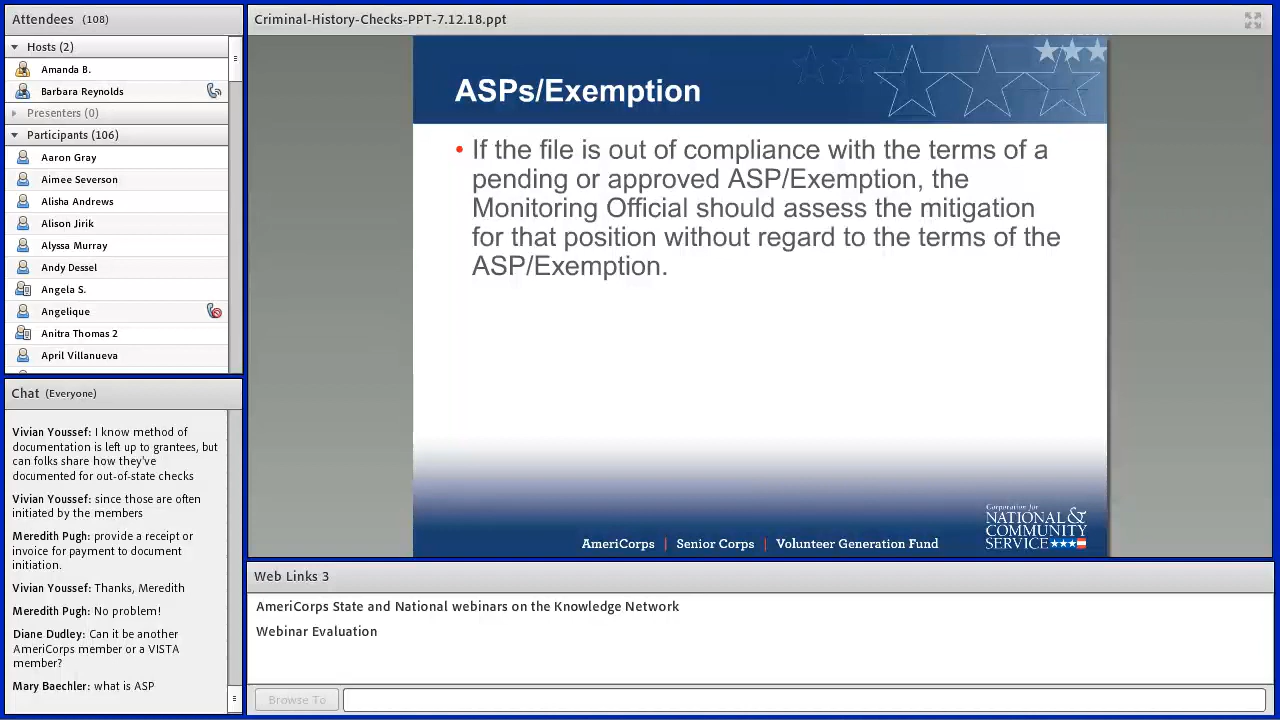 Attendees (108)
Hosts (2)
Amanda B.
Barbara Reynolds
Presenters (0)
Participants (106)
Aaron Gray
Aimee Severson
Alisha Andrews
Alison Jirik
Alyssa Murray
Andy Dessel
Angela S.
Angelique
Anitra Thomas 2
April Villanueva
Chat (Everyone)
Vivian Youssef: I know method of
documentation is left up to grantees, but
can folks share how they've
documented for out-of-state checks
Vivian Youssef: since those are often
initiated by the members
Meredith Pugh: provide a receipt or
invoice for payment to document
initiation.
Vivian Youssef: Thanks, Meredith
Meredith Pugh: No problem!
Diane Dudley: Can it be another
AmeriCorps member or a VISTA
member?
Mary Baechler: what is ASP
Criminal-History-Checks-PPT-7.12.18.ppt
ASPs/Exemption
• If the file is out of compliance with the terms of a
pending or approved ASP/Exemption, the
Monitoring Official should assess the mitigation
for that position without regard to the terms of the
ASP/Exemption.
AmeriCorps | Senior Corps | Volunteer Generation Fund
Corporation for
NATIONAL &
COMMUNITY
SERVICE
Web Links 3
AmeriCorps State and National webinars on the Knowledge Network
Webinar Evaluation
Browse To